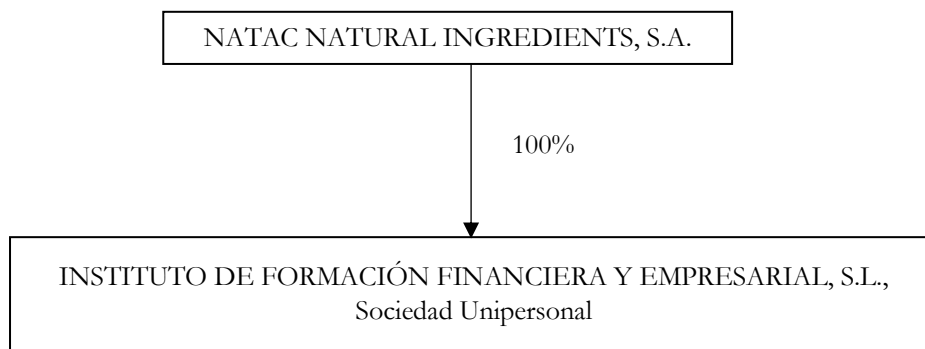 NATAC NATURAL INGREDIENTS, S.A.
100%
INSTITUTO DE FORMACIÓN FINANCIERA Y EMPRESARIAL, S.L.,
Sociedad Unipersonal